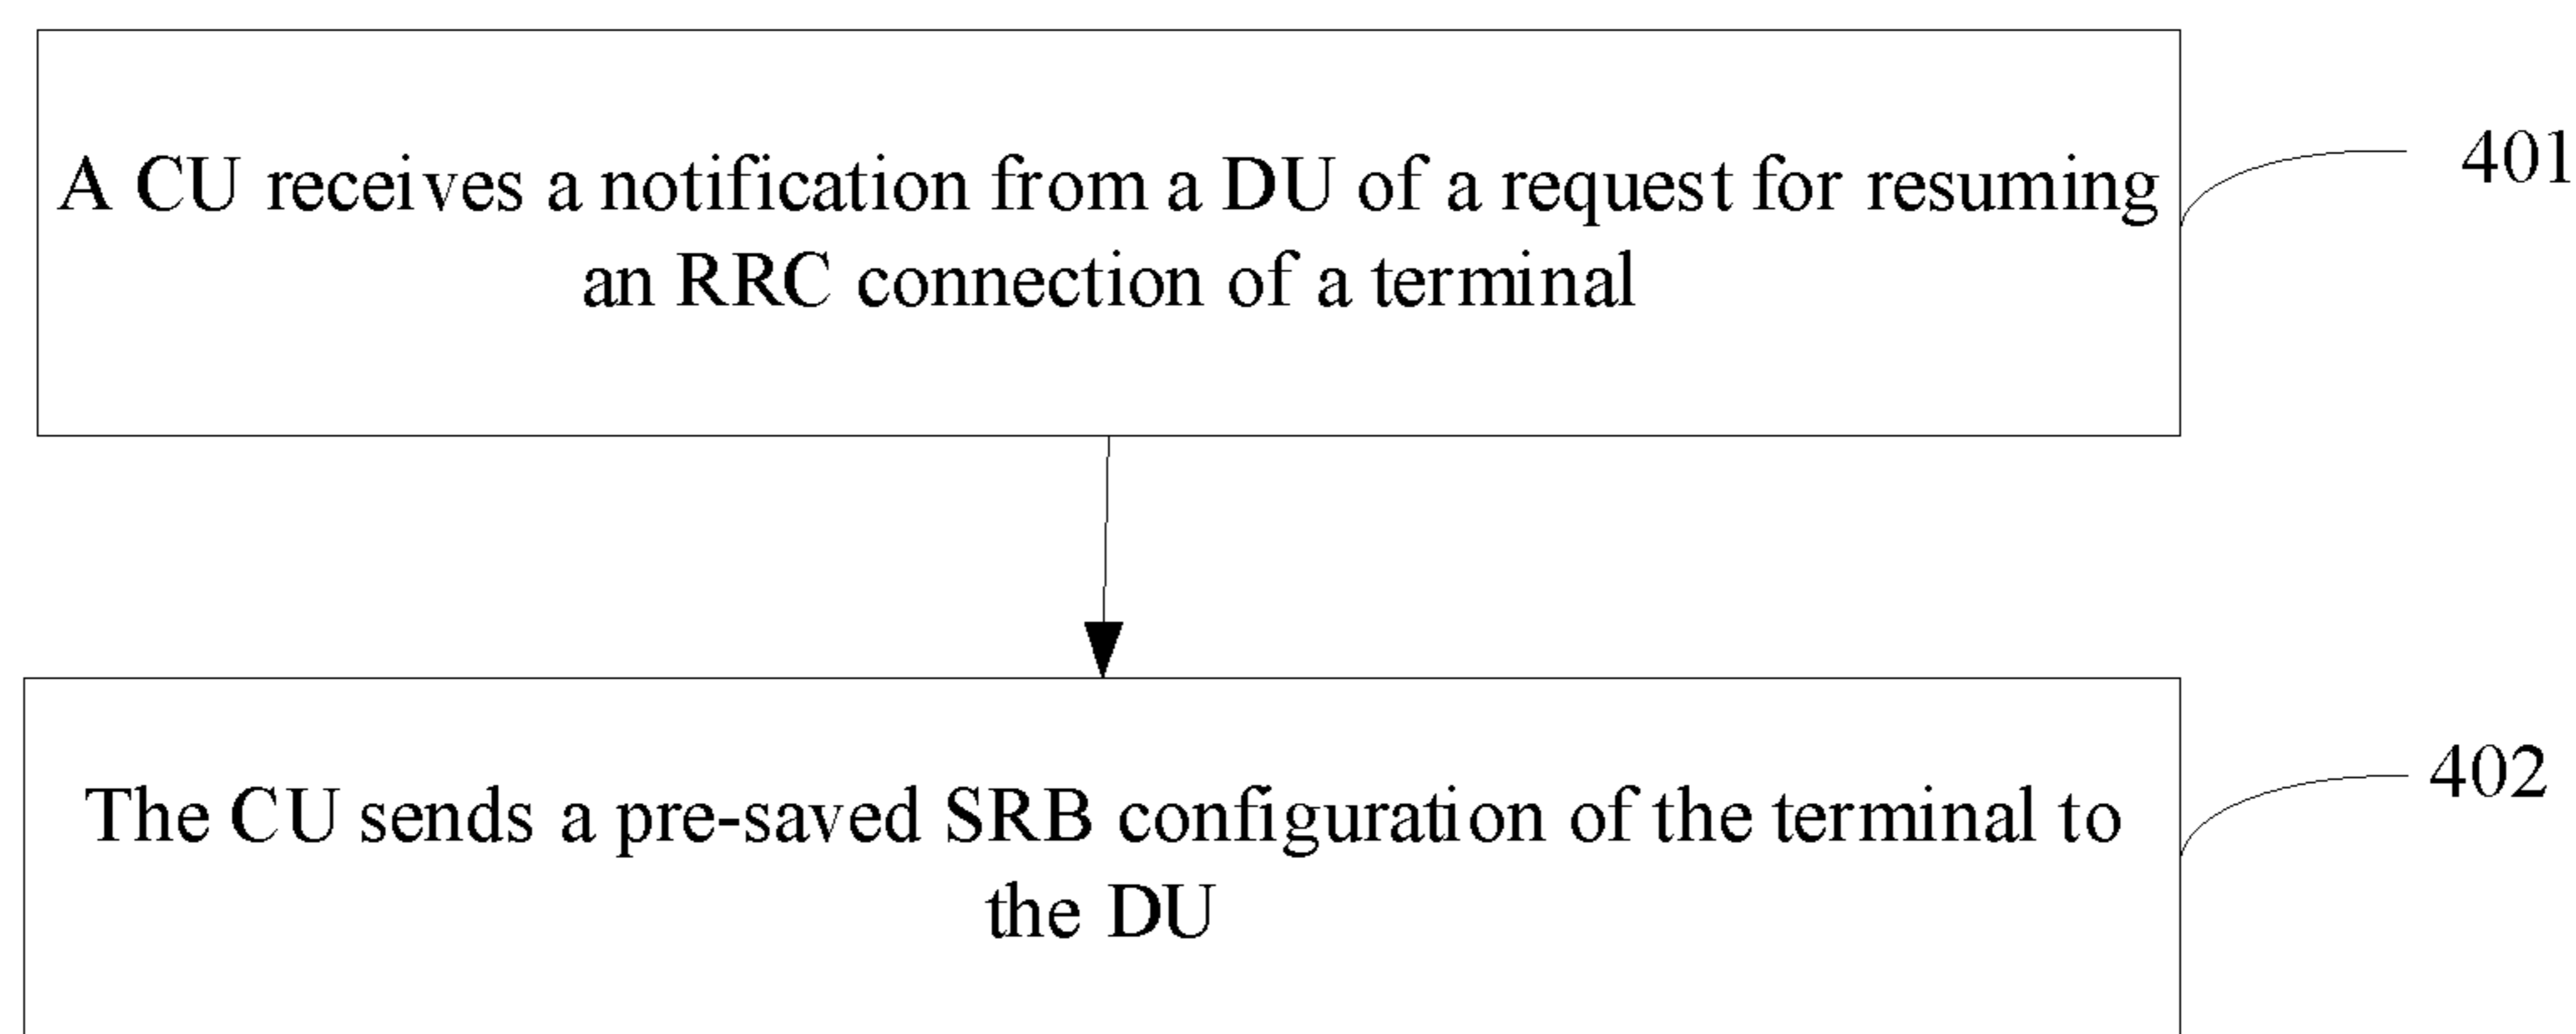 A CU receives a notification from a DU of a request for resuming
an RRC connection of a terminal
401
The CU sends a pre-saved SRB configuration of the terminal to
the DU
402